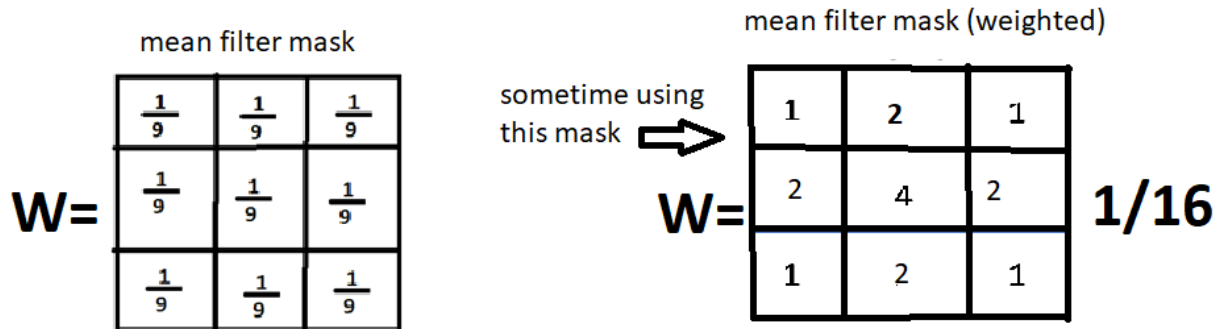 mean filter mask
1/9 1/9 1/9
W= 1/9 1/9 1/9
1/9 1/9 1/9
sometime using
this mask
mean filter mask (weighted)
1 2 1
W= 2 4 2 1/16
1 2 1